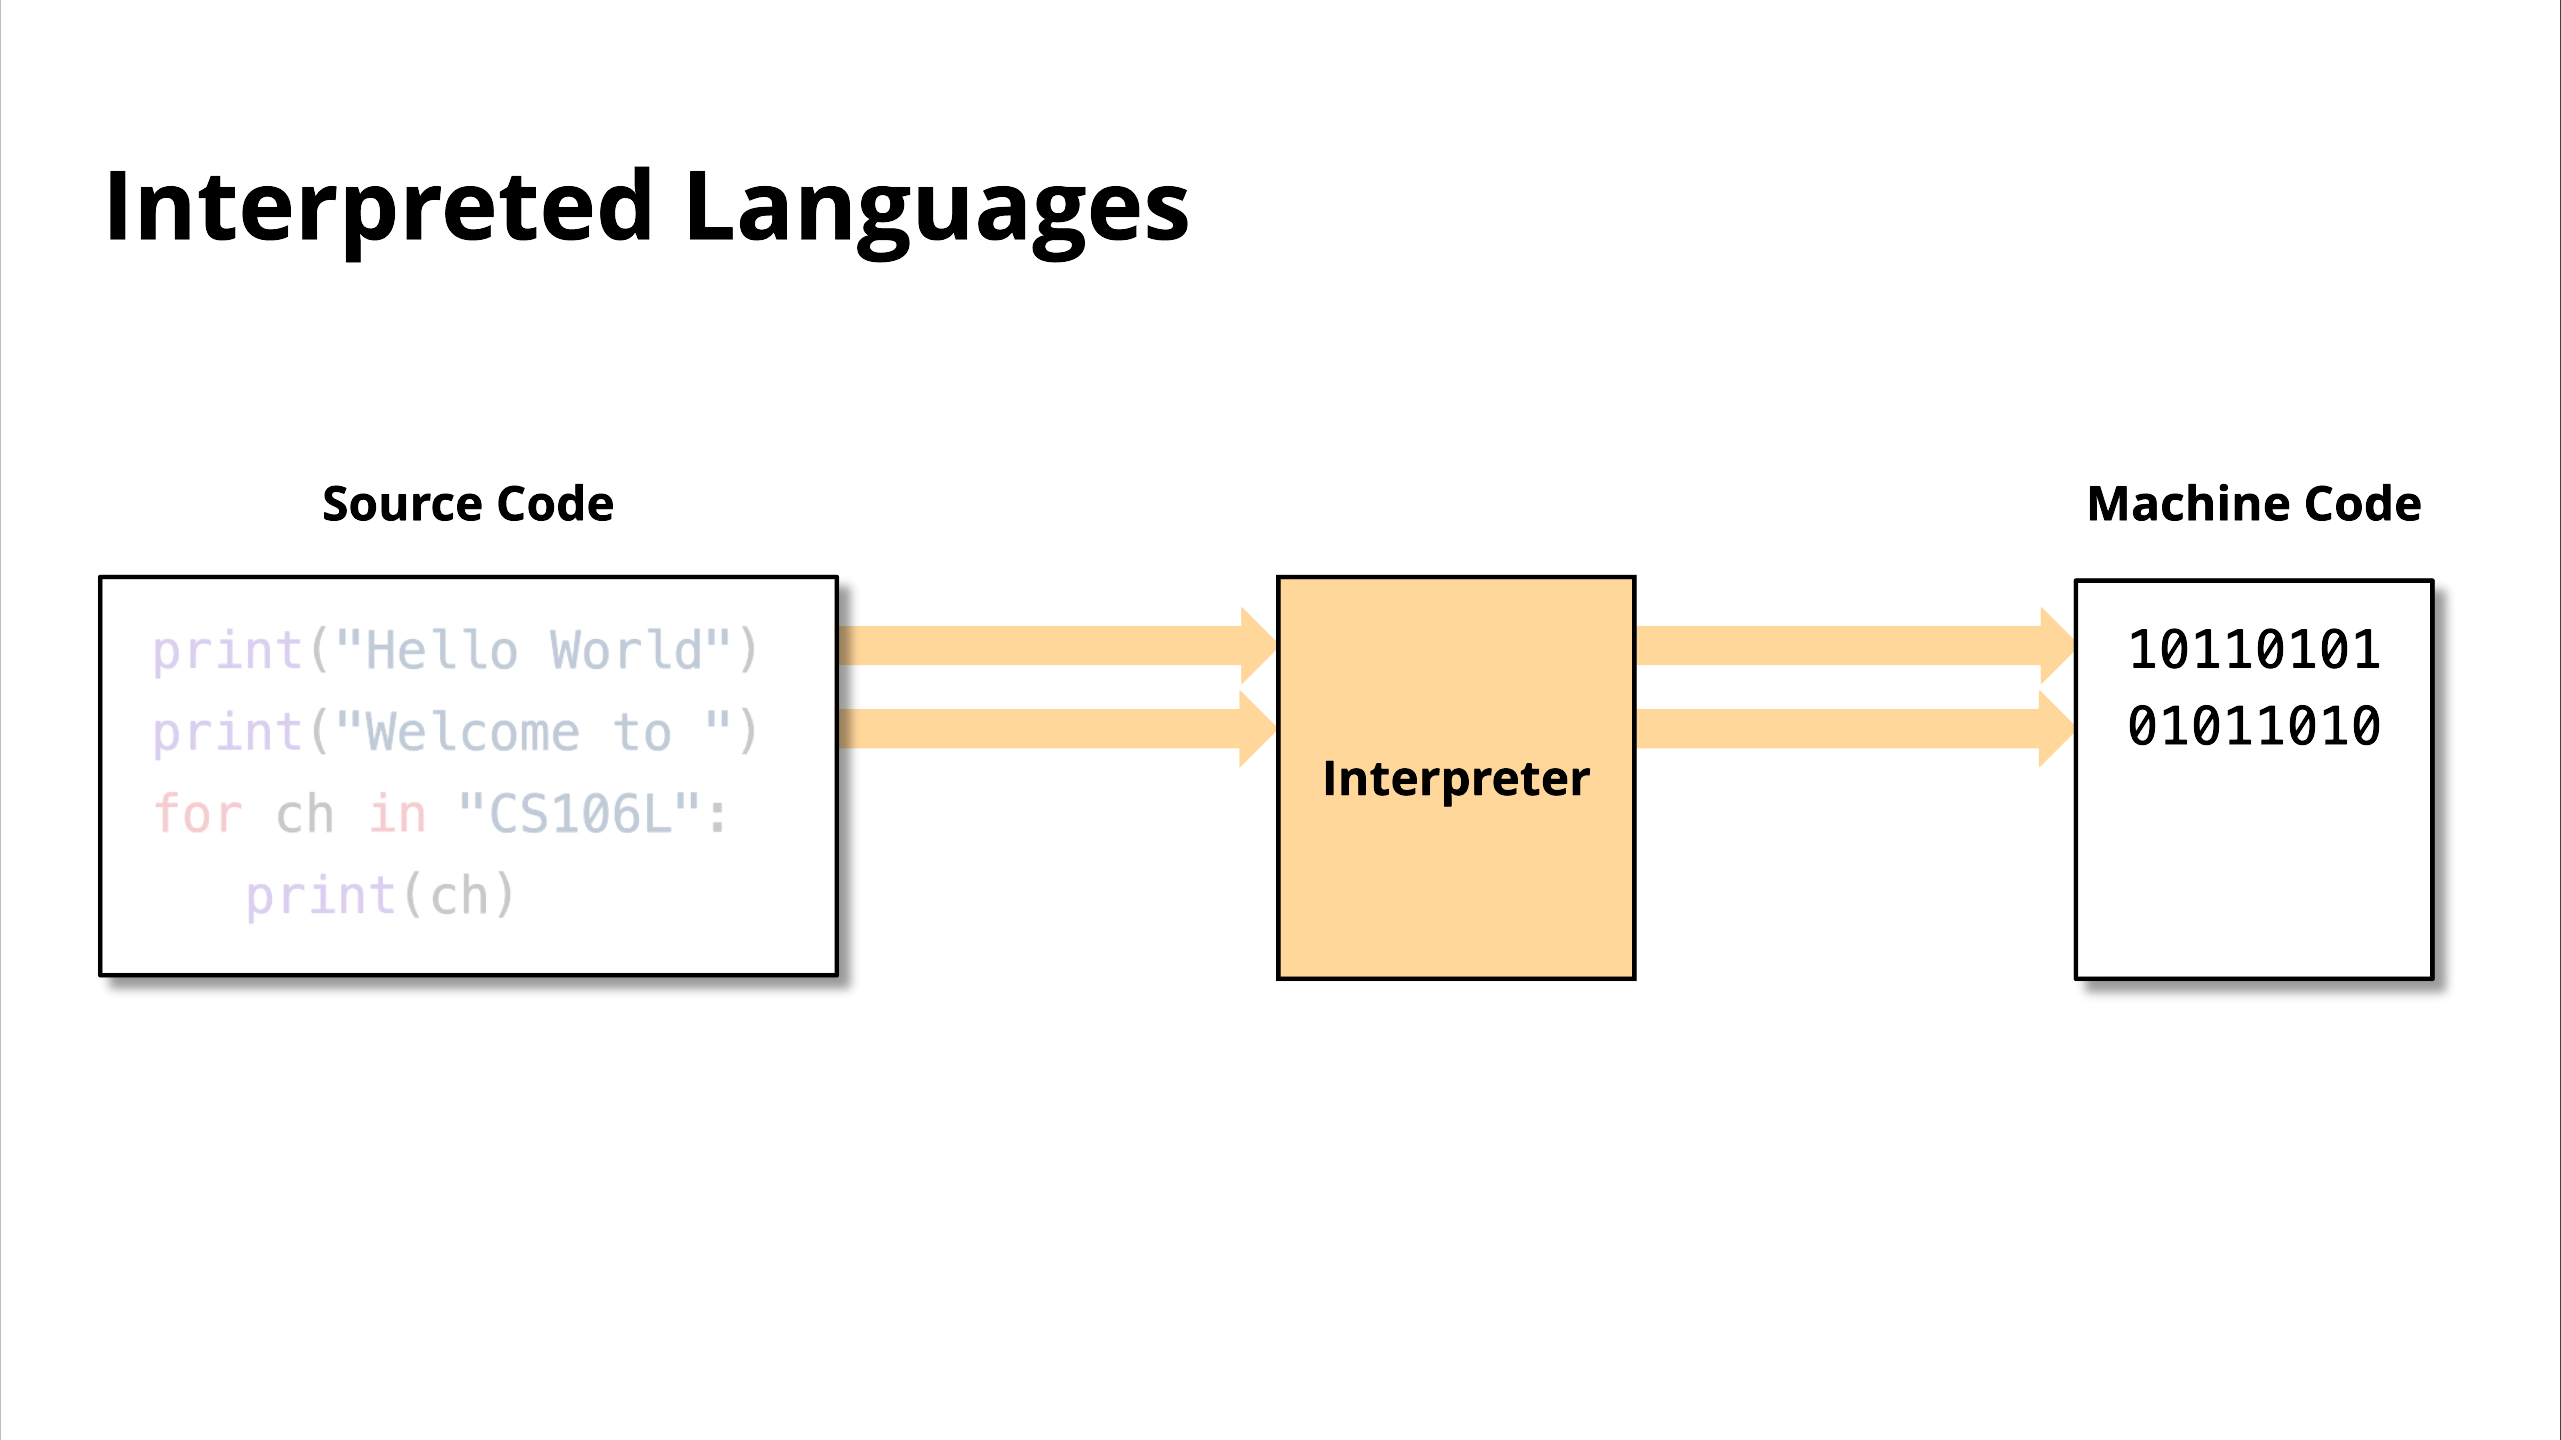 Interpreted Languages
Source Code
print("Hello World")
print("Welcome to ")
for ch in "CS106L":
   print(ch)
Interpreter
Machine Code
10110101
01011010